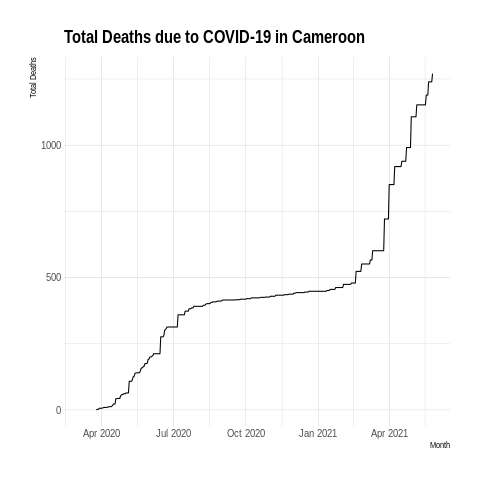 Total Deaths due to COVID-19 in Cameroon
Total Deaths
1000
500
0
Apr 2020 Jul 2020 Oct 2020 Jan 2021 Apr 2021
Month